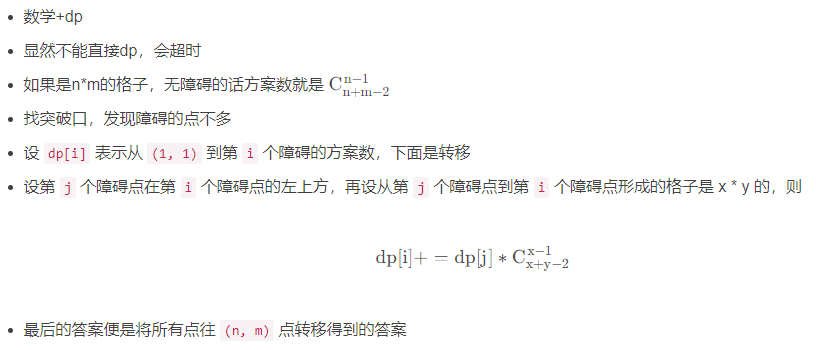 数学+dp
显然不能直接dp，会超时
如果是n*m的格子，无障碍的话方案数就是 C_{n+m−2}^{n−1}
找突破口，发现障碍的点不多
设 dp[i] 表示从 (1, 1) 到第 i 个障碍的方案数，下面是转移
设第 j 个障碍点在第 i 个障碍点的左上方，再设从第 j 个障碍点到第 i 个障碍点形成的格子是 x * y 的，则
dp[i]+ = dp[j] ∗ C_{x+y−2}^{x−1}
最后的答案便是将所有点往 (n, m) 点转移得到的答案